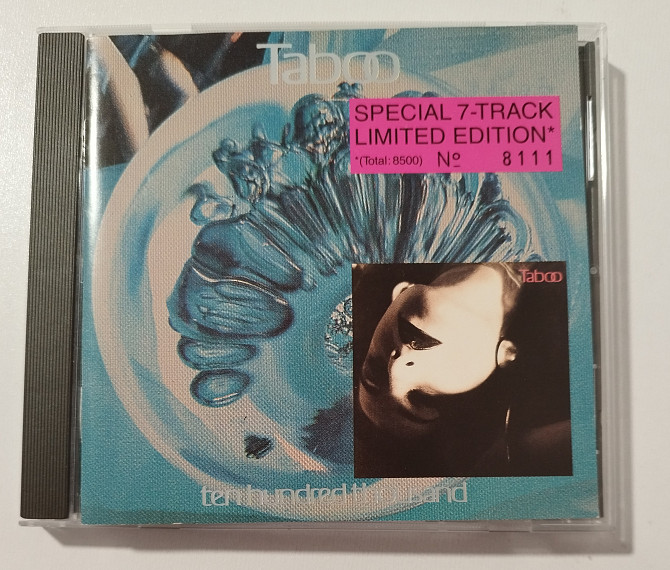 Taboo
SPECIAL 7-TRACK
LIMITED EDITION*
*(Total: 8500) Nº 8111
Taboo
ten hundred thousand